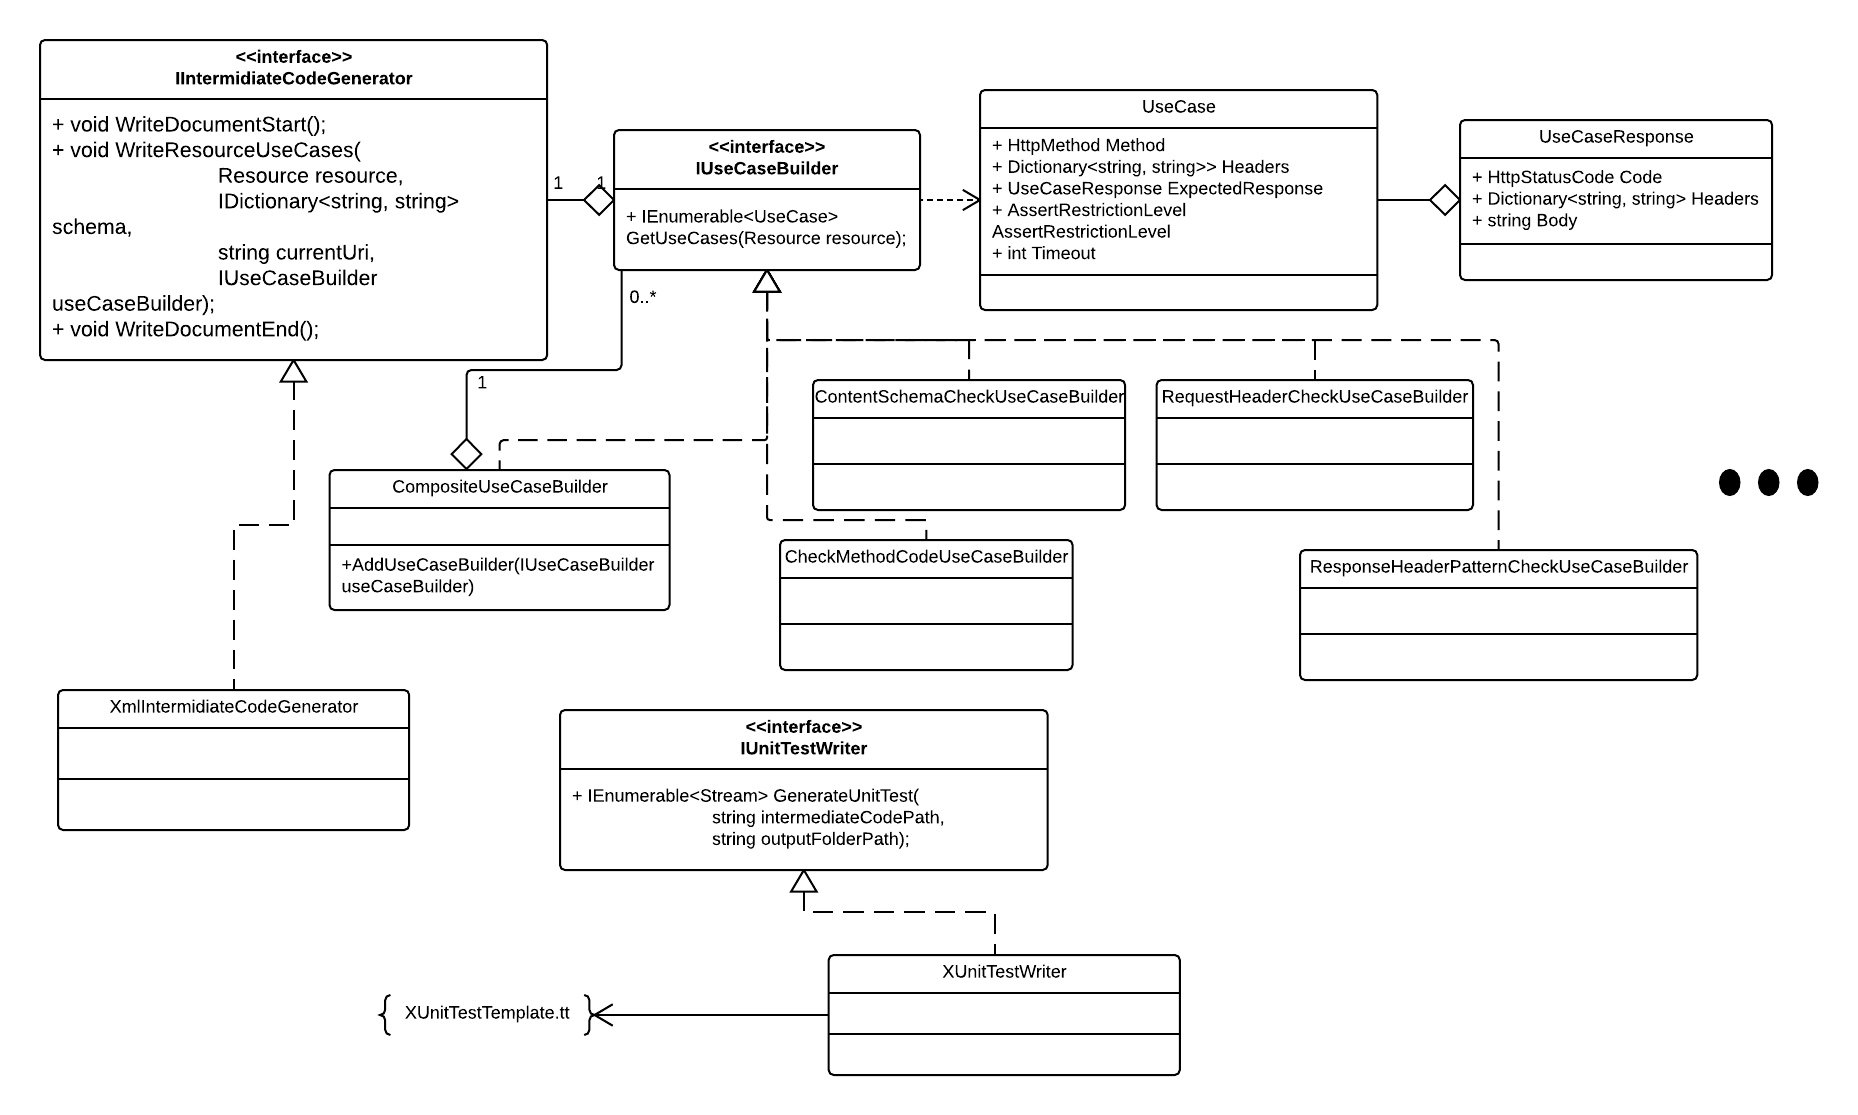 <<interface>>
IIntermidiateCodeGenerator
+ void WriteDocumentStart();
+ void WriteResourceUseCases(
Resource resource,
IDictionary<string, string>
schema,
string currentUri,
IUseCaseBuilder
useCaseBuilder);
+ void WriteDocumentEnd();
1
1
<<interface>>
IUseCaseBuilder
+ IEnumerable<UseCase>
GetUseCases(Resource resource);
0..*
1
UseCase
+ HttpMethod Method
+ Dictionary<string, string>> Headers
+ UseCaseResponse ExpectedResponse
+ AssertRestrictionLevel
AssertRestrictionLevel
+ int Timeout
UseCaseResponse
+ HttpStatusCode Code
+ Dictionary<string, string> Headers
+ string Body
ContentSchemaCheckUseCaseBuilder
RequestHeaderCheckUseCaseBuilder
CompositeUseCaseBuilder
+AddUseCaseBuilder(IUseCaseBuilder
useCaseBuilder)
CheckMethodCodeUseCaseBuilder
ResponseHeaderPatternCheckUseCaseBuilder
XmlIntermidiateCodeGenerator
<<interface>>
IUnitTestWriter
+ IEnumerable<Stream> GenerateUnitTest(
string intermediateCodePath,
string outputFolderPath);
XUnitTestWriter
XUnitTestTemplate.tt